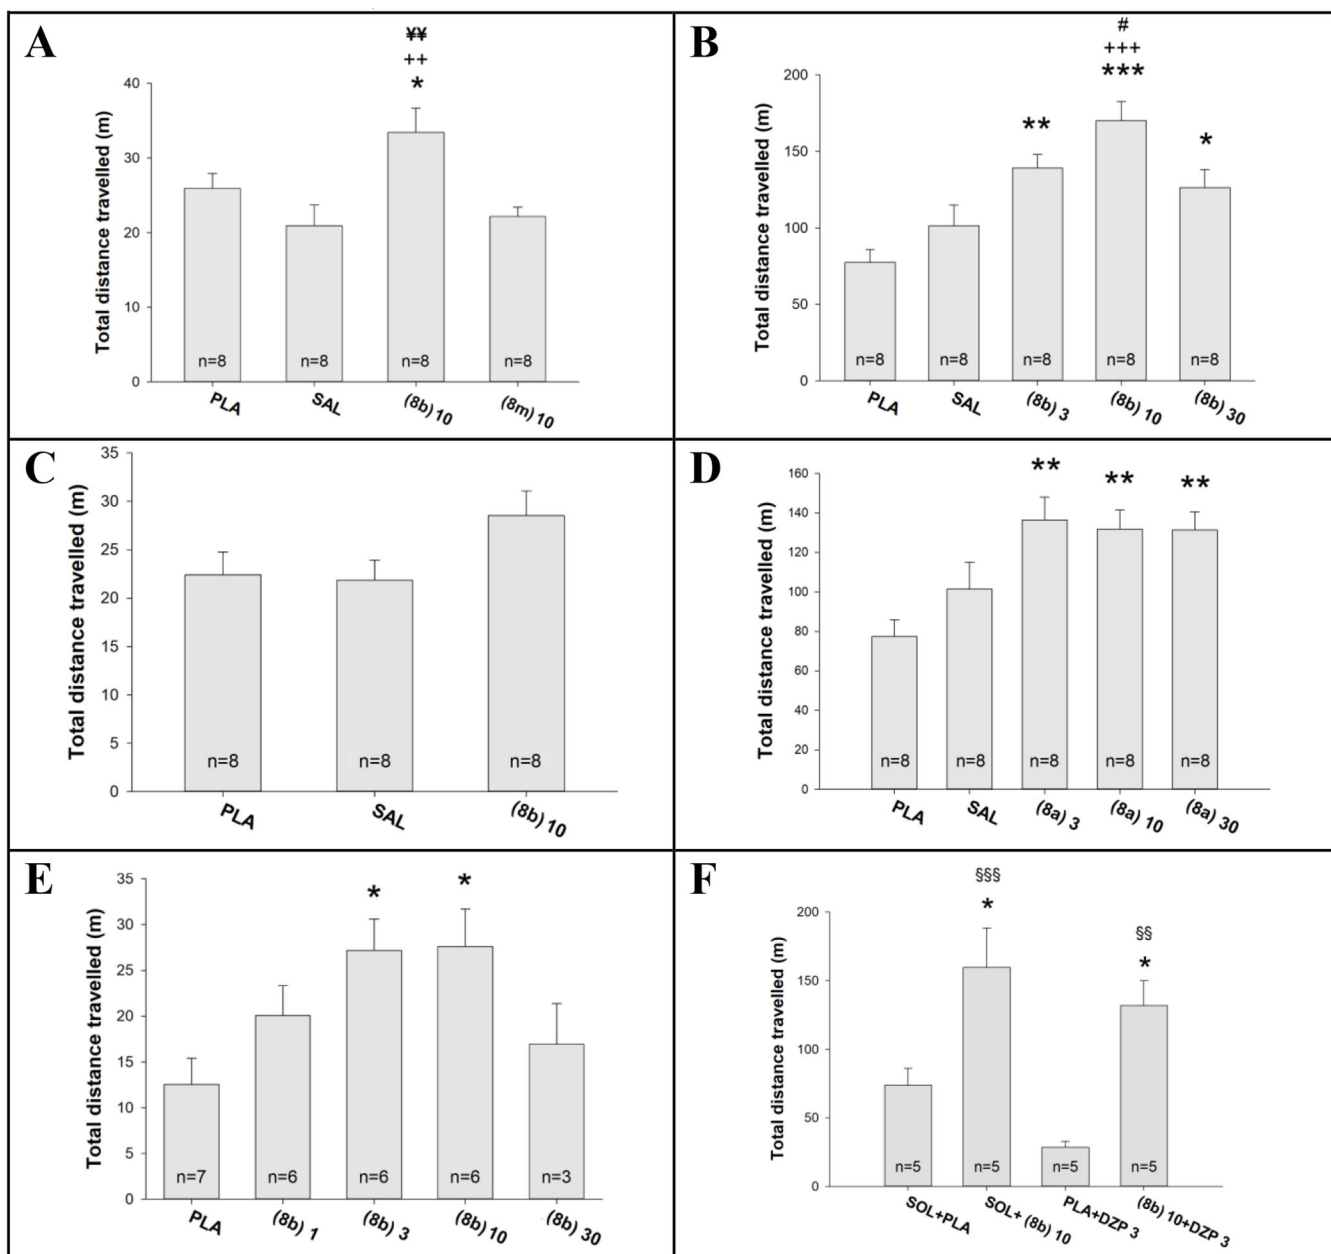 A
¥¥
++
*
Total distance travelled (m)
40
30
20
10
0
n=8 n=8 n=8 n=8
PLA SAL (8b) 10 (8m) 10
B
#
+++
***
**
*
Total distance travelled (m)
200
150
100
50
0
n=8 n=8 n=8 n=8 n=8
PLA SAL (8b) 3 (8b) 10 (8b) 30
C
Total distance travelled (m)
35
30
25
20
15
10
5
0
n=8 n=8 n=8
PLA SAL (8b) 10
D
** ** **
Total distance travelled (m)
160
140
120
100
80
60
40
20
0
n=8 n=8 n=8 n=8 n=8
PLA SAL (8a) 3 (8a) 10 (8a) 30
E
* *
Total distance travelled (m)
35
30
25
20
15
10
5
0
n=7 n=6 n=6 n=6 n=3
PLA (8b) 1 (8b) 3 (8b) 10 (8b) 30
F
§§§
*
§§
*
Total distance travelled (m)
200
150
100
50
0
n=5 n=5 n=5 n=5
SOL+PLA SOL+ (8b) 10 PLA+DZP 3 (8b) 10+DZP 3